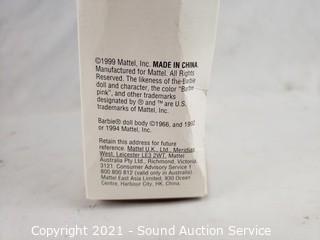 ©1999 Mattel, Inc. MADE IN CHINA.
Manufactured for Mattel. All Rights
Reserved. The likeness of the Barbie
doll and character, the color "Barbie
pink", and other trademarks
designated by ® and ™ are U.S.
trademarks of Mattel, Inc.
Barbie® doll body ©1966, and
or 1994 Mattel, Inc.
Retain this address for future
reference. Mattel U.K., Ltd., Meridian
West, Leicester LE3 2WT. Mattel
Australia Pty Ltd., Richmond, Victoria,
3121. Consumer Advisory Service 1
800 800 812 (valid only in Australia).
Mattel East Asia Limited, 930 Ocean
Centre, Harbour City, HK, China.
Copyright © 2021 - Sound Auction Service